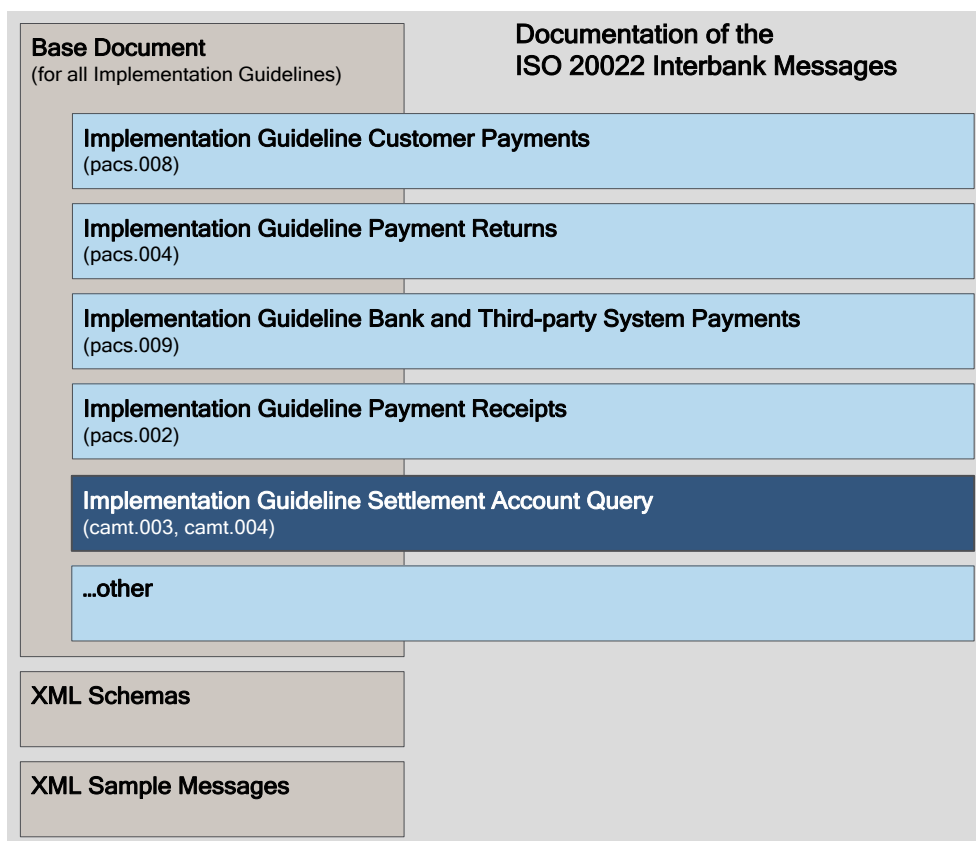 Base Document
(for all Implementation Guidelines)
Documentation of the
ISO 20022 Interbank Messages
Implementation Guideline Customer Payments
(pacs.008)
Implementation Guideline Payment Returns
(pacs.004)
Implementation Guideline Bank and Third-party System Payments
(pacs.009)
Implementation Guideline Payment Receipts
(pacs.002)
Implementation Guideline Settlement Account Query
(camt.003, camt.004)
...other
XML Schemas
XML Sample Messages